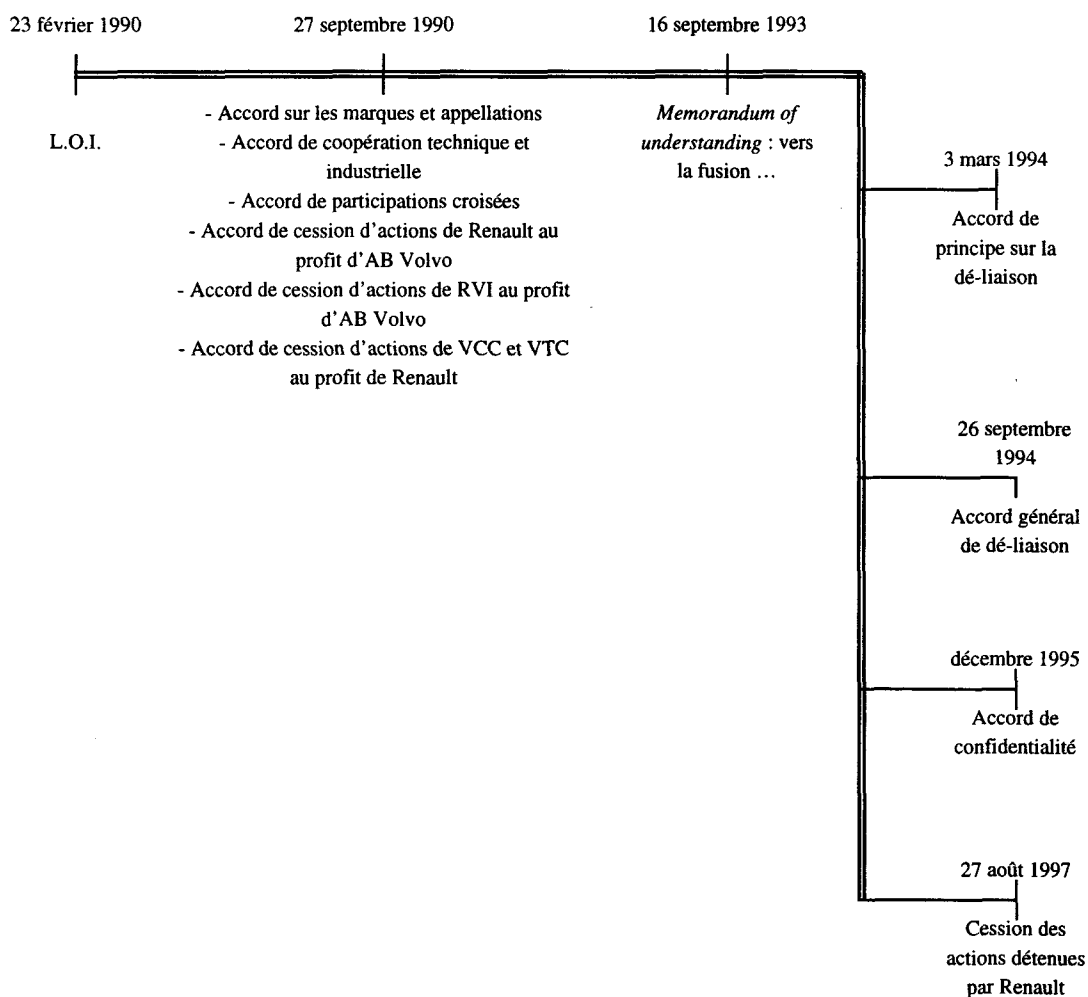 23 février 1990
27 septembre 1990
16 septembre 1993
L.O.I.
- Accord sur les marques et appellations
- Accord de coopération technique et
industrielle
- Accord de participations croisées
- Accord de cession d'actions de Renault au
profit d'AB Volvo
- Accord de cession d'actions de RVI au profit
d'AB Volvo
- Accord de cession d'actions de VCC et VTC
au profit de Renault
Memorandum of
understanding : vers
la fusion …
3 mars 1994
Accord de
principe sur la
dé-liaison
26 septembre
1994
Accord général
de dé-liaison
décembre 1995
Accord de
confidentialité
27 août 1997
Cession des
actions détenues
par Renault